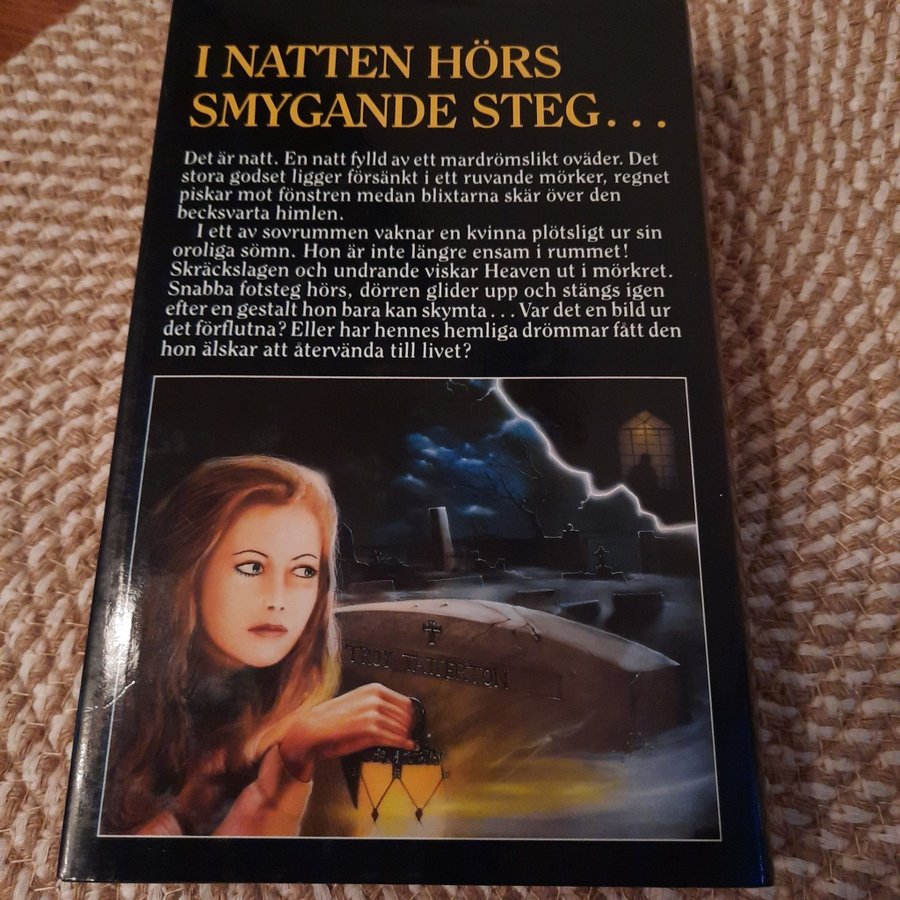 I NATTEN HÖRS
SMYGANDE STEG...
Det är natt. En natt fylld av ett mardrömslikt oväder. Det
stora godset ligger försänkt i ett ruvande mörker, regnet
piskar mot fönstren medan blixtarna skär över den
becksvarta himlen.
I ett av sovrummen vaknar en kvinna plötsligt ur sin
oroliga sömn. Hon är inte längre ensam i rummet!
Skräckslagen och undrande viskar Heaven ut i mörkret.
Snabba fotsteg hörs, dörren glider upp och stängs igen
efter en gestalt hon bara kan skymta... Var det en bild ur
det förflutna? Eller har hennes hemliga drömmar fått den
hon älskar att återvända till livet?
TROY